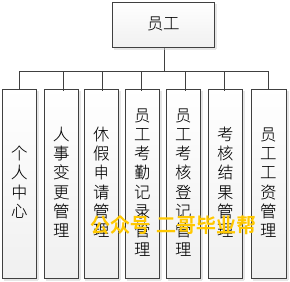 员工
个人中心
人事变更管理
休假申请管理
员工考勤记录管理
员工考核登记管理
考核结果管理
员工工资管理
公众号 二哥毕业帮